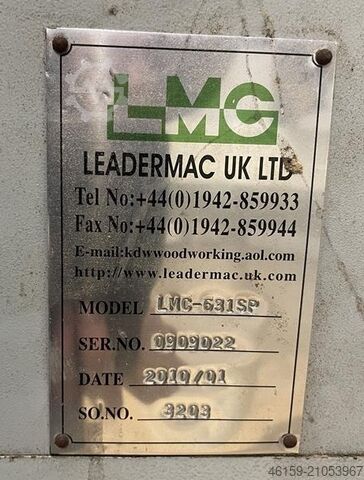 LMC
LEADERMAC UK LTD
Tel No:+44(0)1942-859933
Fax No:+44(0)1942-859944
E-mail:kdwwoodworking.aol.com
http://www.leadermac.uk.com
MODEL LMC-631SP
SER.NO. 0909022
DATE 2010/01
SO.NO. 3203
46159-21053967